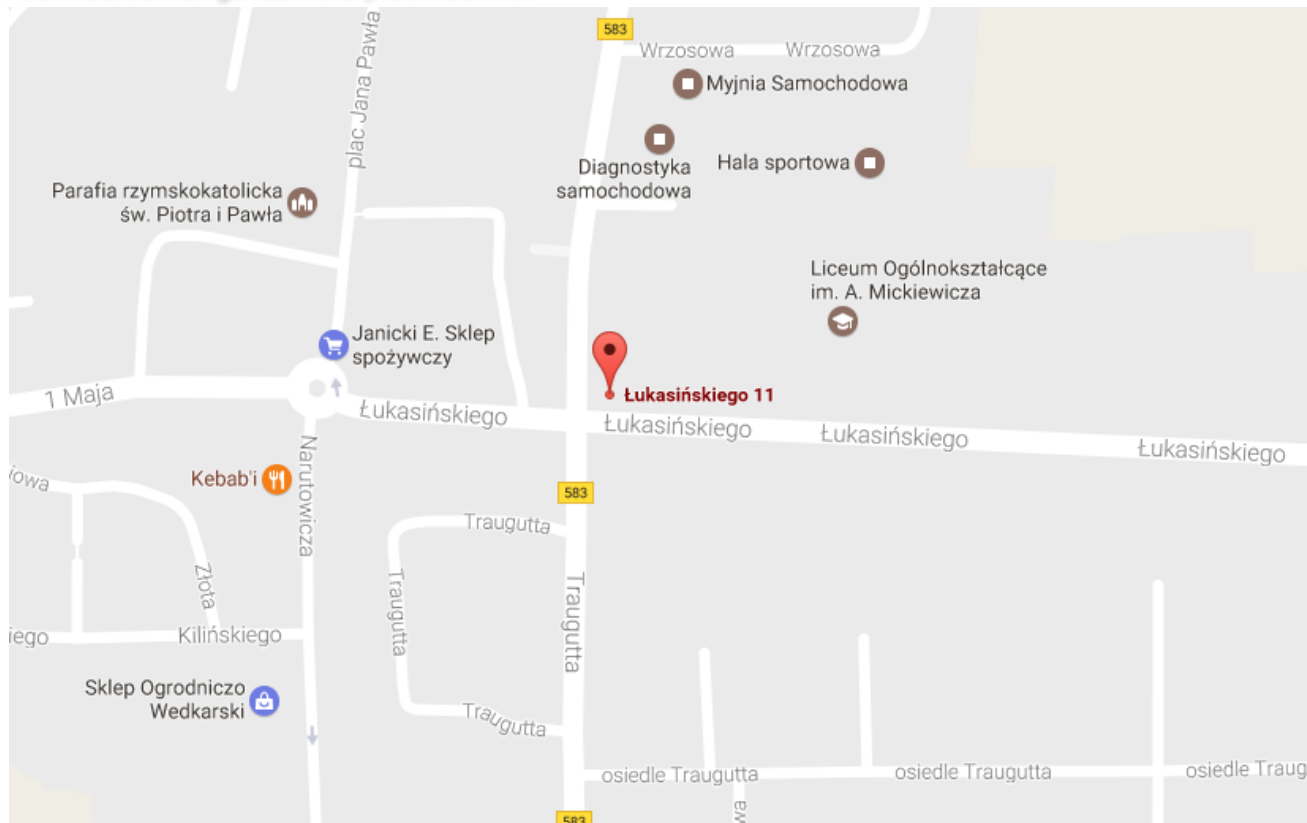 583
Wrzosowa
Wrzosowa
plac Jana Pawła
Myjnia Samochodowa
Diagnostyka
samochodowa
Hala sportowa
Parafia rzymskokatolicka
św. Piotra i Pawła
Liceum Ogólnokształcące
im. A. Mickiewicza
Janicki E. Sklep
spożywczy
1 Maja
Łukasińskiego 11
Łukasińskiego
Łukasińskiego
Łukasińskiego
Łukasińskiego
Narutowicza
Kebab'i
iowa
583
Traugutta
Traugutta
Traugutta
Złota
iego
Kilińskiego
Sklep Ogrodniczo
Wedkarski
Traugutta
osiedle Traugutta
osiedle Traugutta
osiedle Traug
wa
583